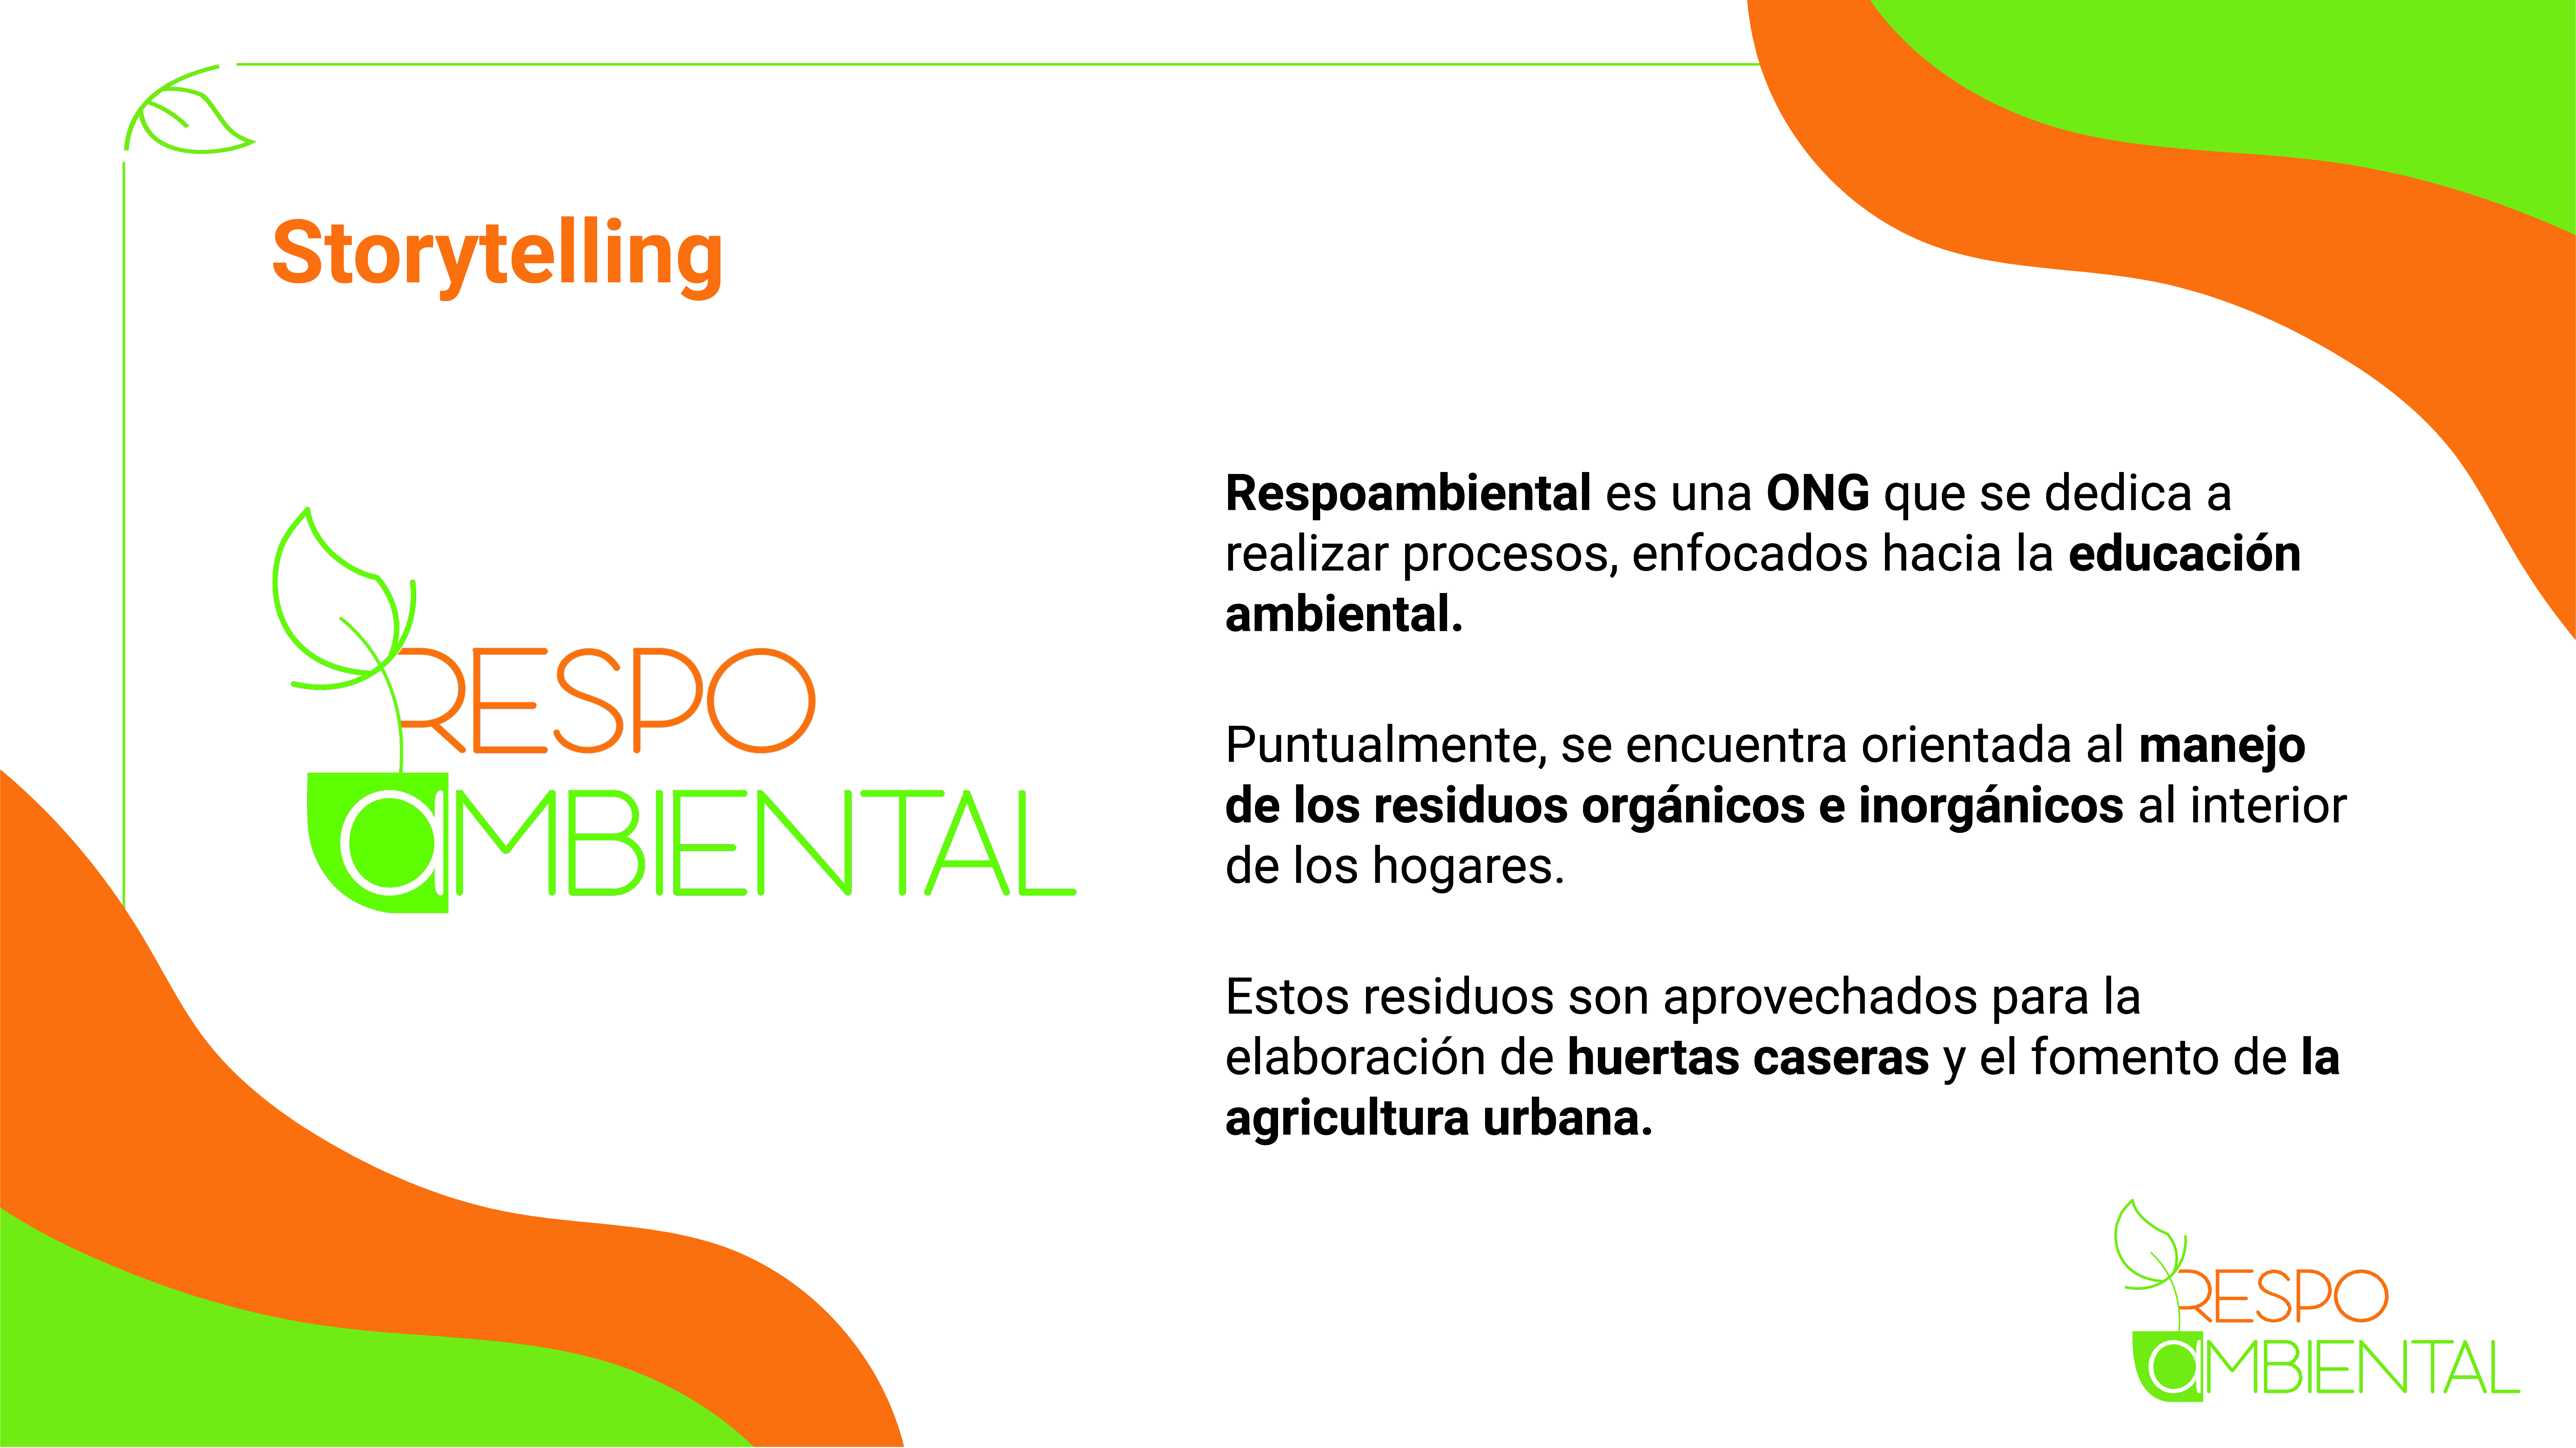 Storytelling
RESPO
aMBIENTAL
Respoambiental es una ONG que se dedica a
realizar procesos, enfocados hacia la educación
ambiental.
Puntualmente, se encuentra orientada al manejo
de los residuos orgánicos e inorgánicos al interior
de los hogares.
Estos residuos son aprovechados para la
elaboración de huertas caseras y el fomento de la
agricultura urbana.
RESPO
aMBIENTAL